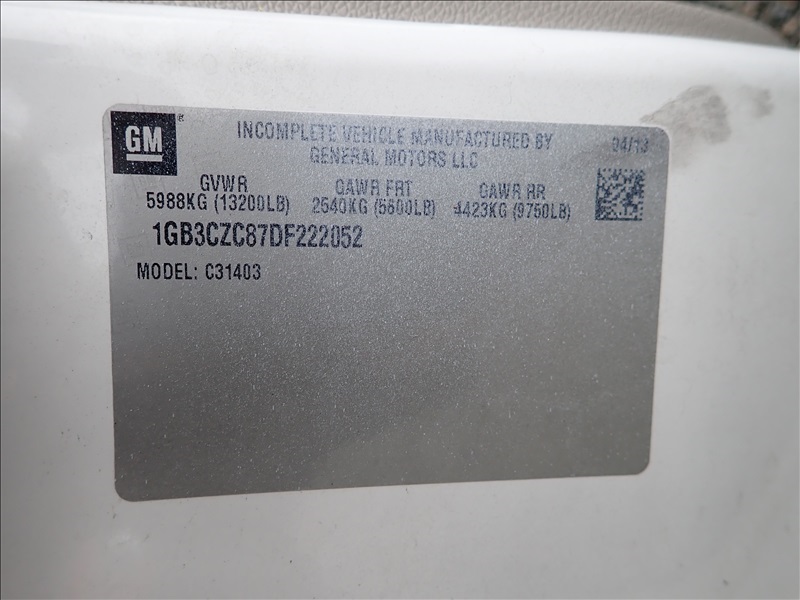 GM ®
INCOMPLETE VEHICLE MANUFACTURED BY
GENERAL MOTORS LLC
04/13
GVWR GAWR FRT GAWR RR
5988KG (13200LB) 2540KG (5600LB) 4423KG (9750LB)
1GB3CZC87DF222052
MODEL: C31403